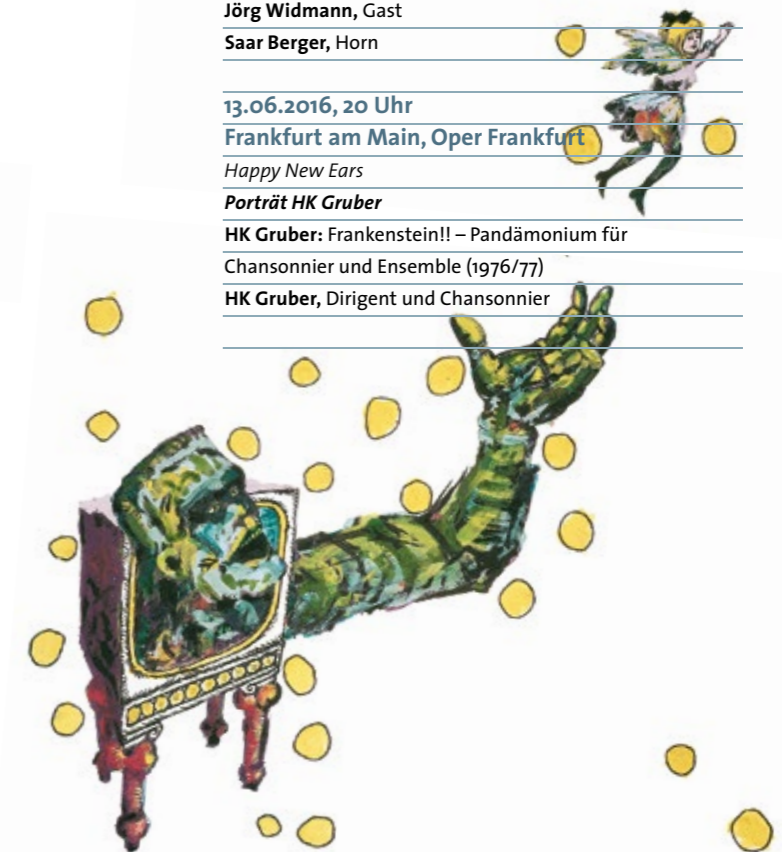 Jörg Widmann, Gast
Saar Berger, Horn
13.06.2016, 20 Uhr
Frankfurt am Main, Oper Frankfurt
Happy New Ears
Porträt HK Gruber
HK Gruber: Frankenstein!! – Pandämonium für
Chansonnier und Ensemble (1976/77)
HK Gruber, Dirigent und Chansonnier